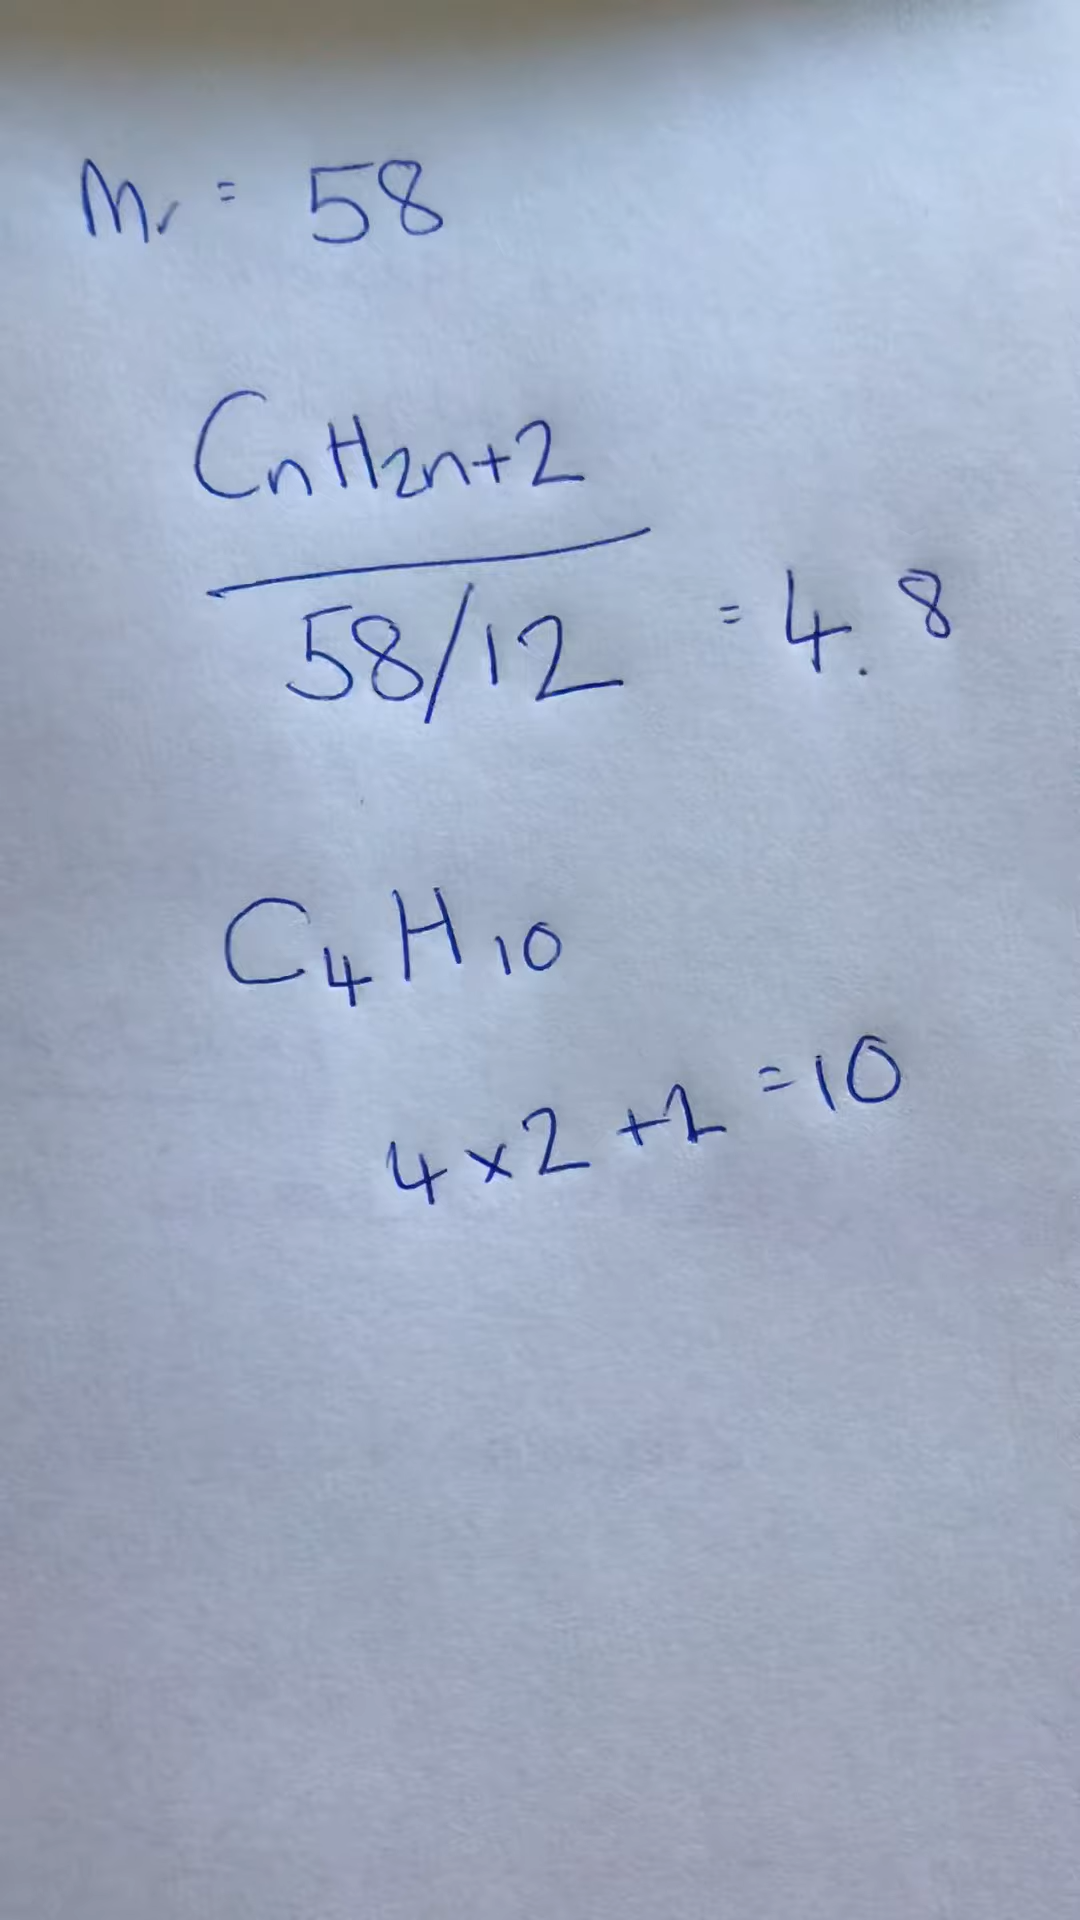 Mr = 58
CnH2n+2
58/12 = 4.8
C4H10
4x2+2 =10